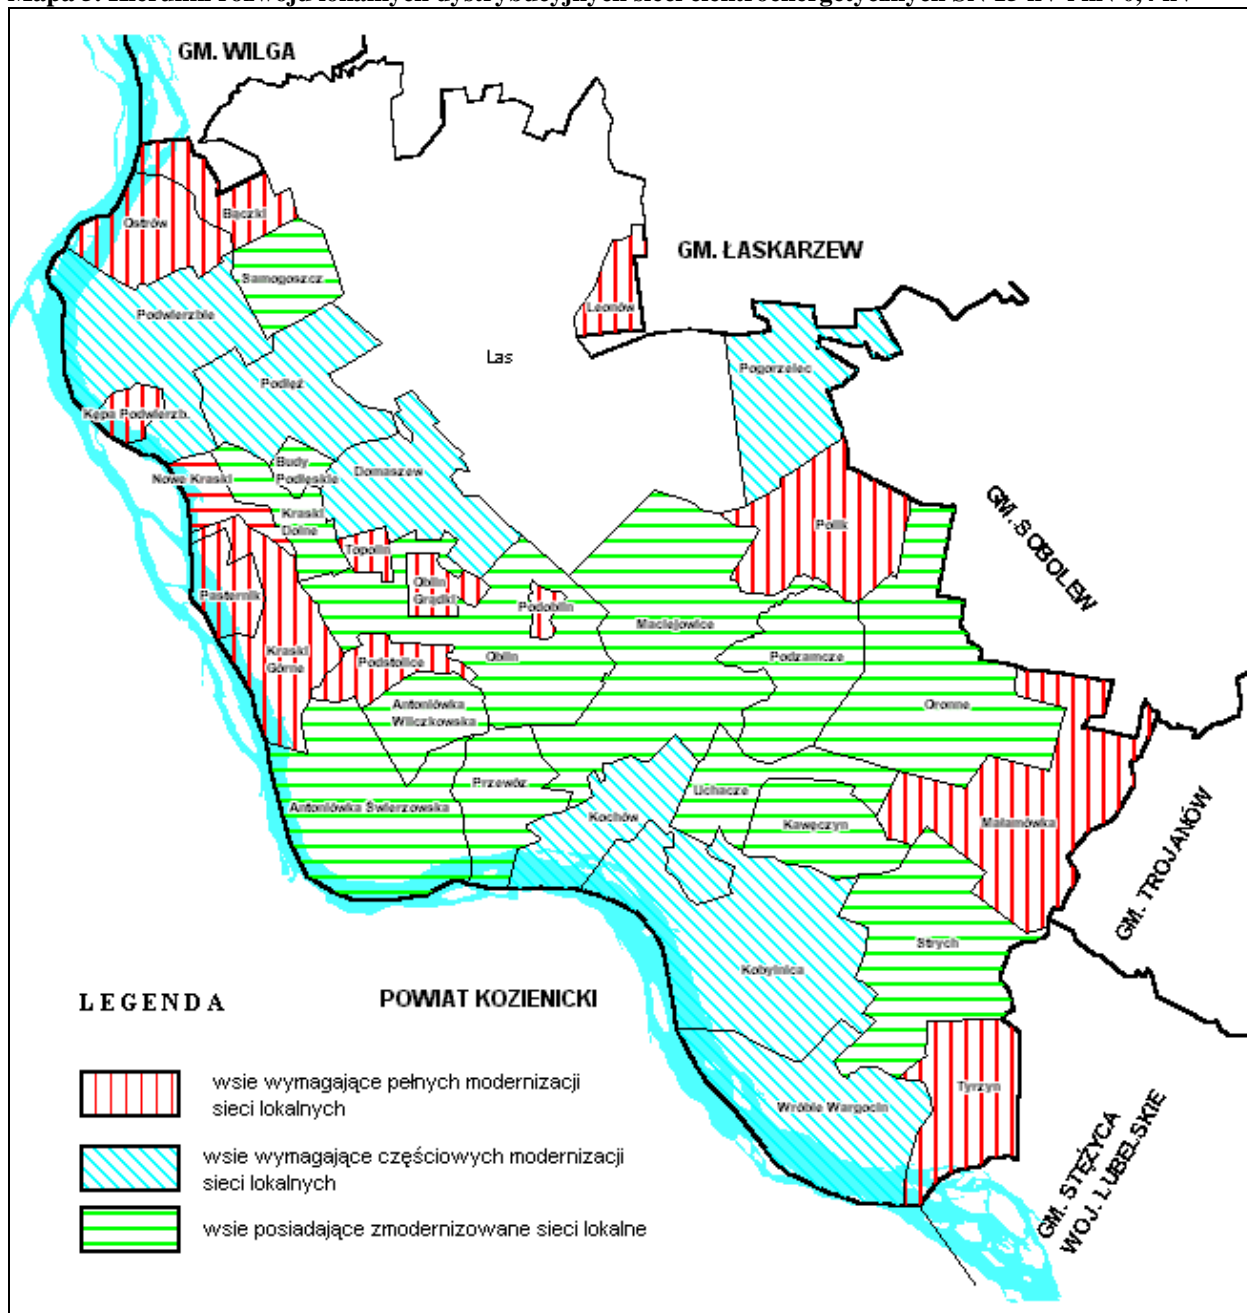 GM. WILGA
Ostrów
Bączki
GM. ŁASKARZEW
Samogoszcz
Leonów
Podwierzbie
Las
Pogorzelec
Podłęż
Kępa Podwierzb.
Budy
Podłęskie
Domaszew
Nowe Kraski
GM. SOBOLEW
Kraski
Dolne
Polik
Topolin
Oblin
Grądki
Pasternik
Podoblin
Maciejowice
Kraski
Górne
Podstolice
Oblin
Podzamcze
Antoniówka
Wilczkowska
Oronne
Przewóz
Uchacze
Antoniówka Świerzowska
Kochów
Kawęczyn
Malamówka
GM. TROJANÓW
Strych
Kobylnica
LEGENDA
POWIAT KOZIENICKI
wsie wymagające pełnych modernizacji
sieci lokalnych
Tyrzyn
Wróble Wargocin
wsie wymagające częściowych modernizacji
sieci lokalnych
GM. STĘŻYCA
WOJ. LUBELSKIE
wsie posiadające zmodernizowane sieci lokalne